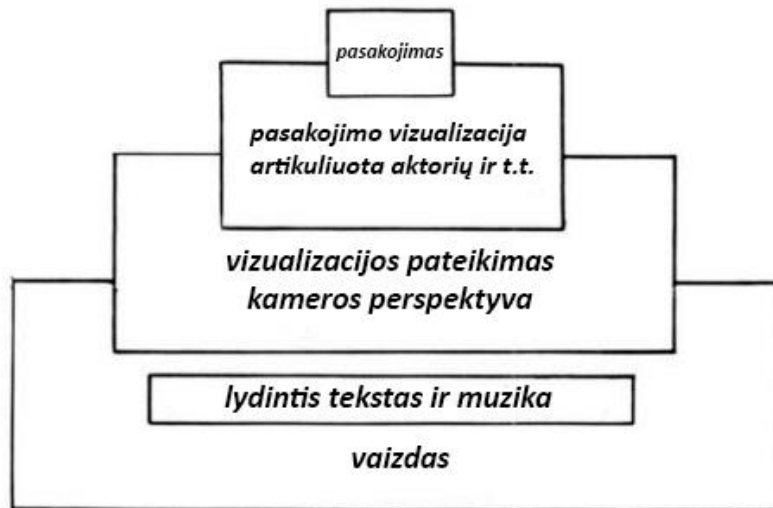 pasakojimas
pasakojimo vizualizacija
artikuliuota aktorių ir t.t.
vizualizacijos pateikimas
kameros perspektyva
lydintis tekstas ir muzika
vaizdas